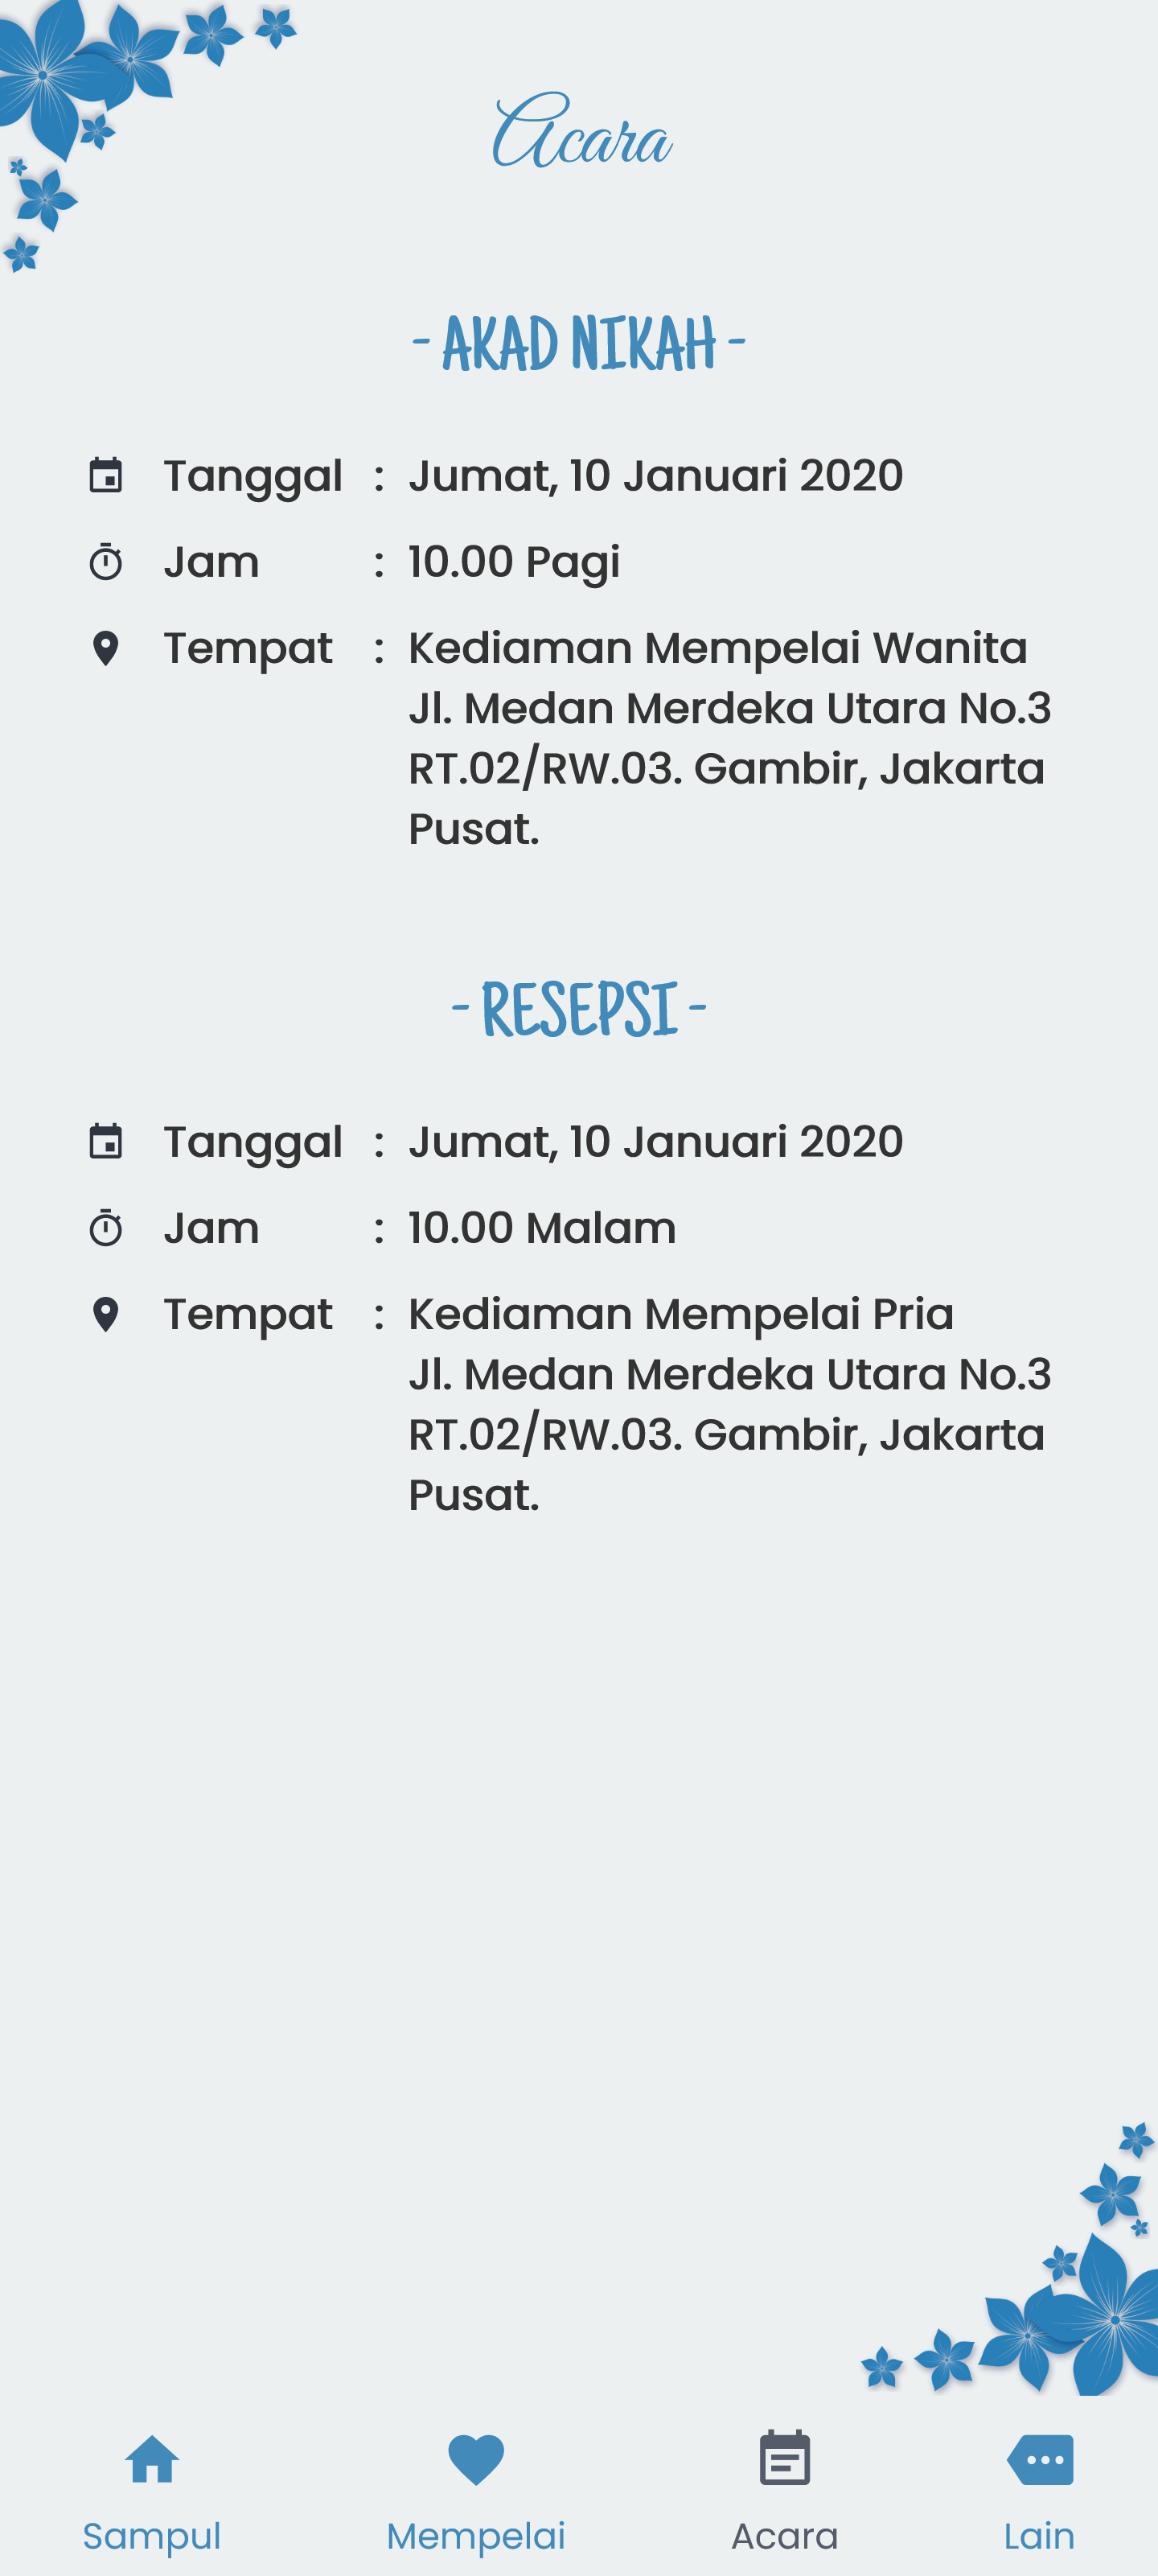 Acara
- AKAD NIKAH -
Tanggal : Jumat, 10 Januari 2020
Jam : 10.00 Pagi
Tempat : Kediaman Mempelai Wanita
Jl. Medan Merdeka Utara No.3
RT.02/RW.03. Gambir, Jakarta
Pusat.
- RESEPSI -
Tanggal : Jumat, 10 Januari 2020
Jam : 10.00 Malam
Tempat : Kediaman Mempelai Pria
Jl. Medan Merdeka Utara No.3
RT.02/RW.03. Gambir, Jakarta
Pusat.
Sampul Mempelai Acara Lain